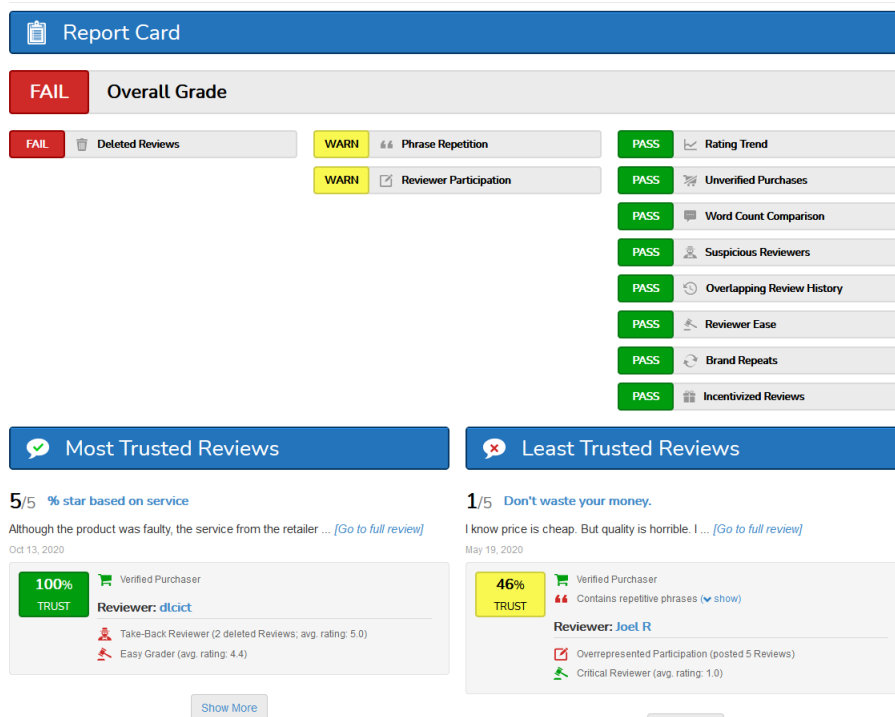 Report Card
FAIL Overall Grade
FAIL Deleted Reviews
WARN Phrase Repetition
WARN Reviewer Participation
PASS Rating Trend
PASS Unverified Purchases
PASS Word Count Comparison
PASS Suspicious Reviewers
PASS Overlapping Review History
PASS Reviewer Ease
PASS Brand Repeats
PASS Incentivized Reviews
Most Trusted Reviews
5/5 % star based on service
Although the product was faulty, the service from the retailer ... [Go to full review]
Oct 13, 2020
100% TRUST
Verified Purchaser
Reviewer: dlcict
Take-Back Reviewer (2 deleted Reviews; avg. rating: 5.0)
Easy Grader (avg. rating: 4.4)
Show More
Least Trusted Reviews
1/5 Don't waste your money.
I know price is cheap. But quality is horrible. I ... [Go to full review]
May 19, 2020
46% TRUST
Verified Purchaser
Contains repetitive phrases (show)
Reviewer: Joel R
Overrepresented Participation (posted 5 Reviews)
Critical Reviewer (avg. rating: 1.0)